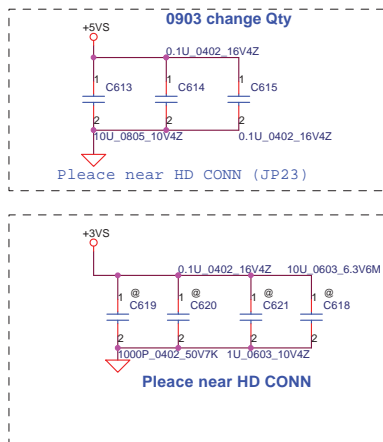 0903 change Qty
+5VS
0.1U_0402_16V4Z
1 1 1
C613 C614 C615
2 2 2
10U_0805_10V4Z 0.1U_0402_16V4Z
Pleace near HD CONN (JP23)
+3VS
0.1U_0402_16V4Z 10U_0603_6.3V6M
1 @ 1 @ 1 @ 1 @
C619 C620 C621 C618
2 2 2 2
1000P_0402_50V7K 1U_0603_10V4Z
Pleace near HD CONN